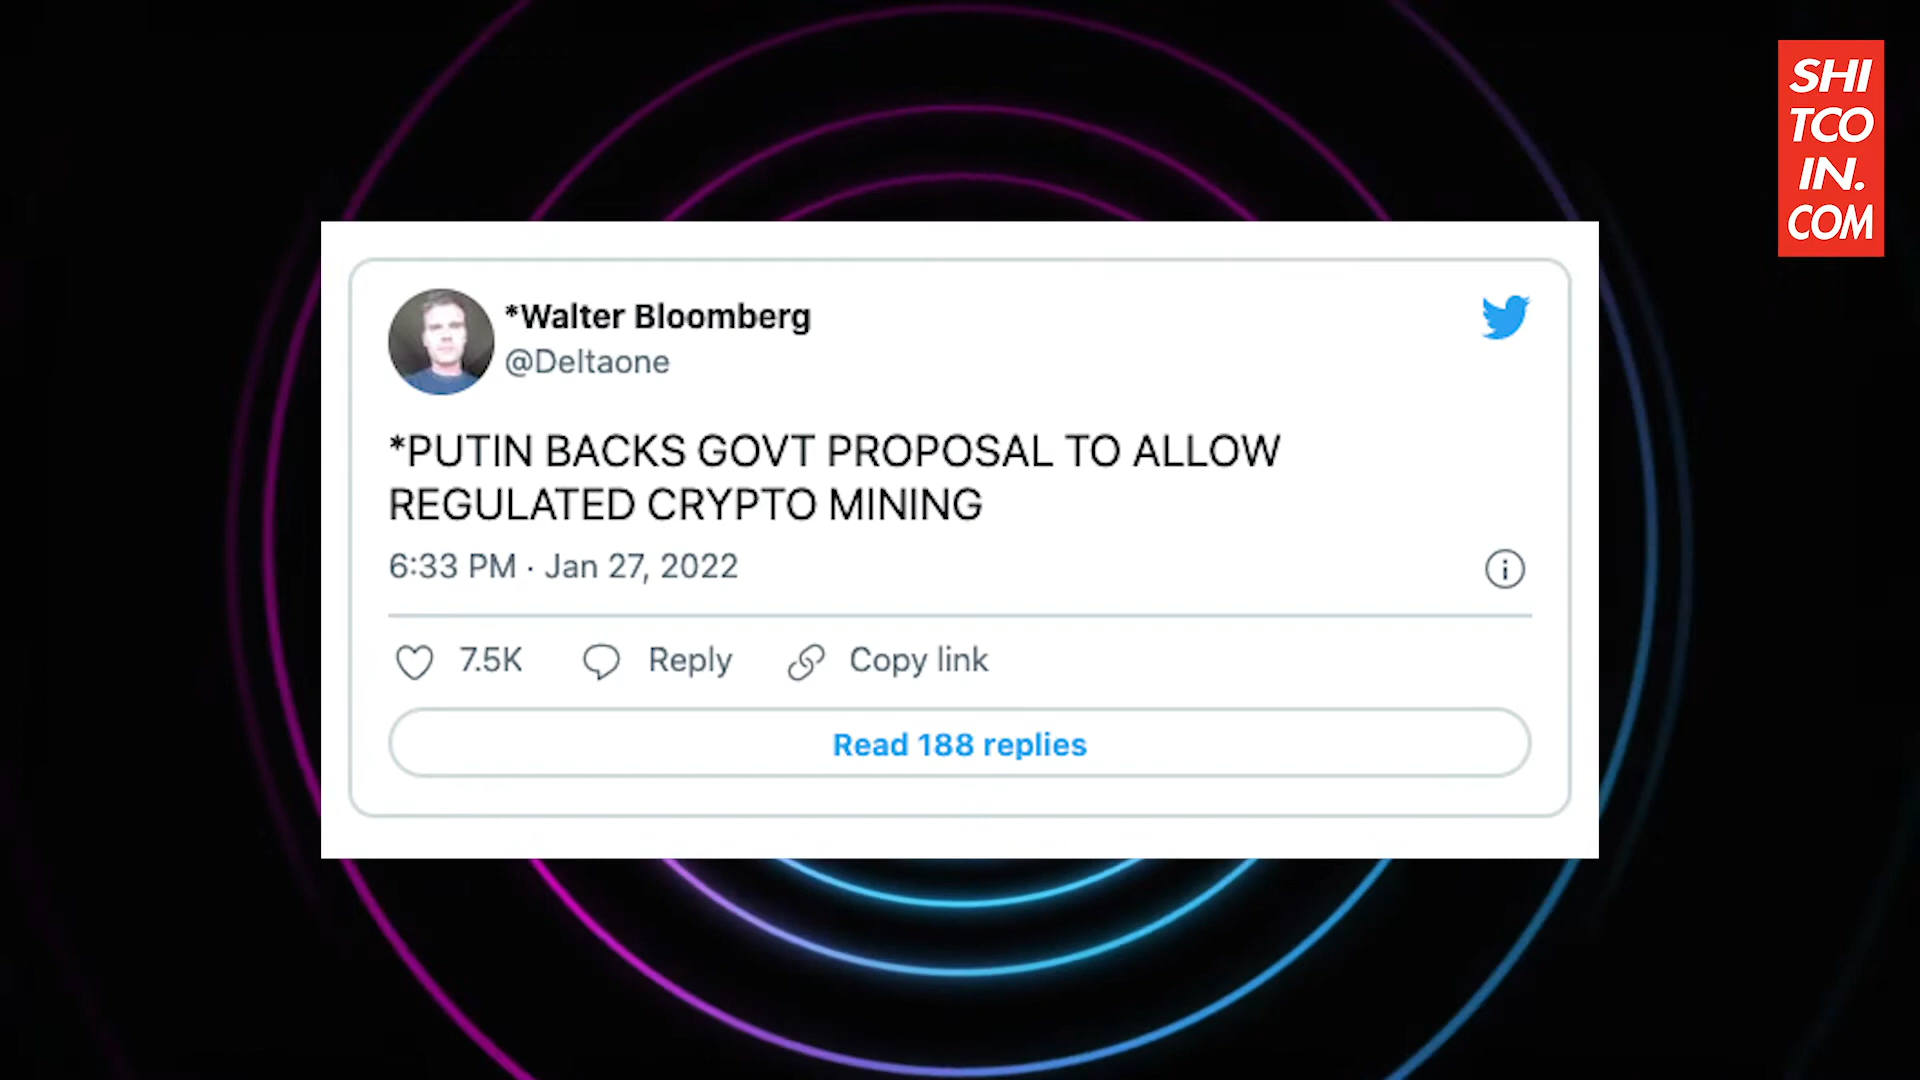 SHI
TCO
IN.
COM
*Walter Bloomberg
@Deltaone
*PUTIN BACKS GOVT PROPOSAL TO ALLOW
REGULATED CRYPTO MINING
6:33 PM · Jan 27, 2022
7.5K Reply Copy link
Read 188 replies